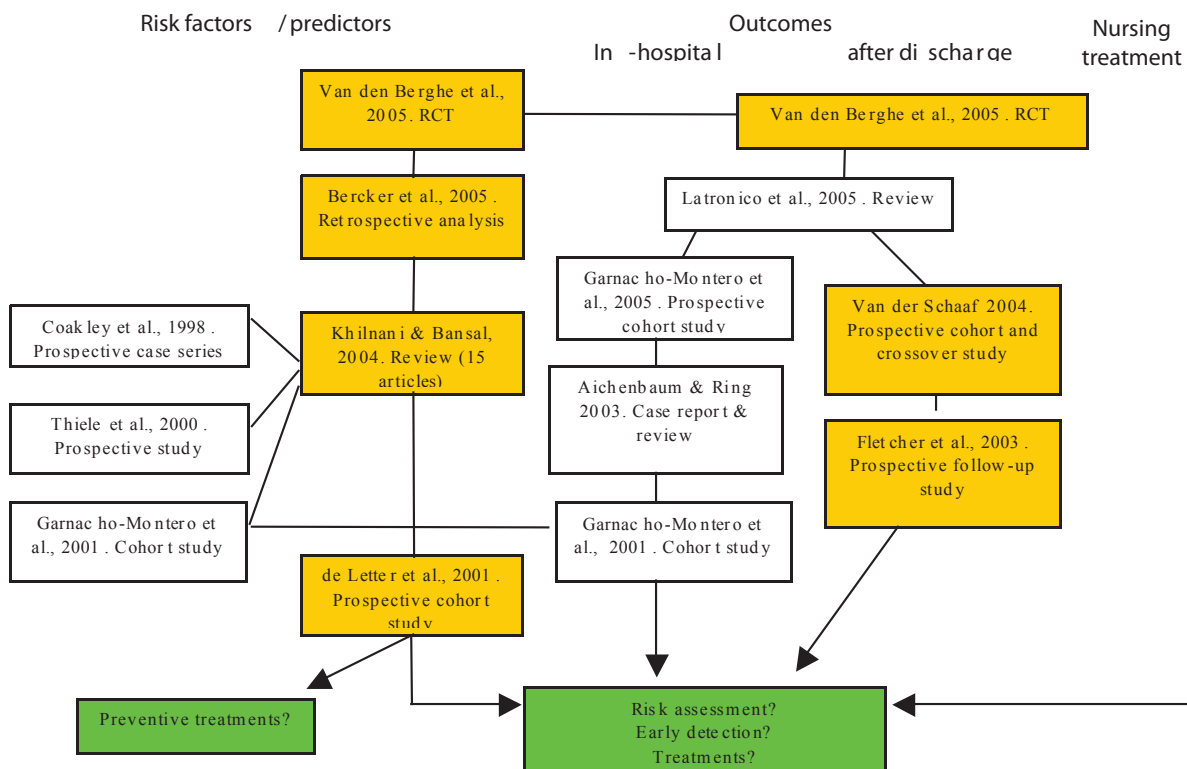 Risk factors / predictors
Outcomes
Nursing
treatment
In -hospital
after discharge
Van den Berghe et al.,
2005. RCT
Van den Berghe et al., 2005. RCT
Bercker et al., 2005.
Retrospective analysis
Latronico et al., 2005. Review
Garnacho-Montero et
al., 2005. Prospective
cohort study
Van der Schaaf 2004.
Prospective cohort and
crossover study
Coakley et al., 1998.
Prospective case series
Khilnani & Bansal,
2004. Review (15
articles)
Aichenbaum & Ring
2003. Case report &
review
Thiele et al., 2000.
Prospective study
Fletcher et al., 2003.
Prospective follow-up
study
Garnacho-Montero et
al., 2001. Cohort study
Garnacho-Montero et
al., 2001. Cohort study
de Letter et al., 2001.
Prospective cohort
study
Preventive treatments?
Risk assessment?
Early detection?
Treatments?